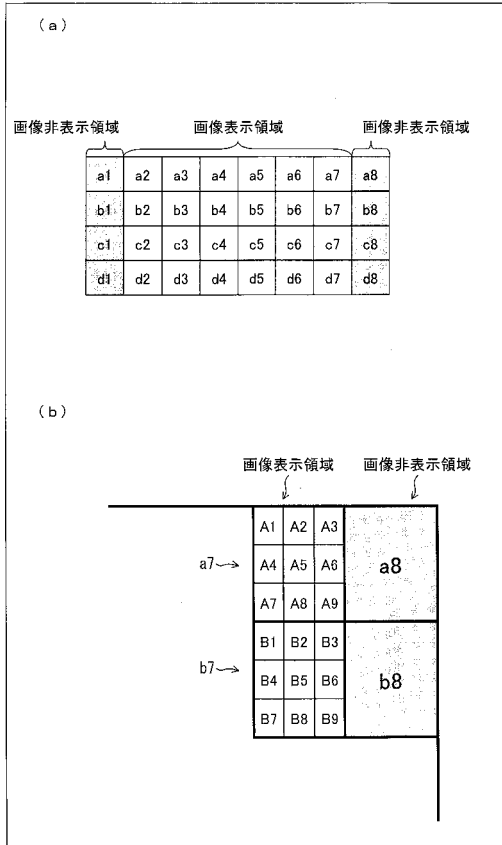 (a)
画像非表示領域 画像表示領域 画像非表示領域
a1 a2 a3 a4 a5 a6 a7 a8
b1 b2 b3 b4 b5 b6 b7 b8
c1 c2 c3 c4 c5 c6 c7 c8
d1 d2 d3 d4 d5 d6 d7 d8
(b)
画像表示領域 画像非表示領域
A1 A2 A3
a7 A4 A5 A6 a8
A7 A8 A9
B1 B2 B3
b7 B4 B5 B6 b8
B7 B8 B9